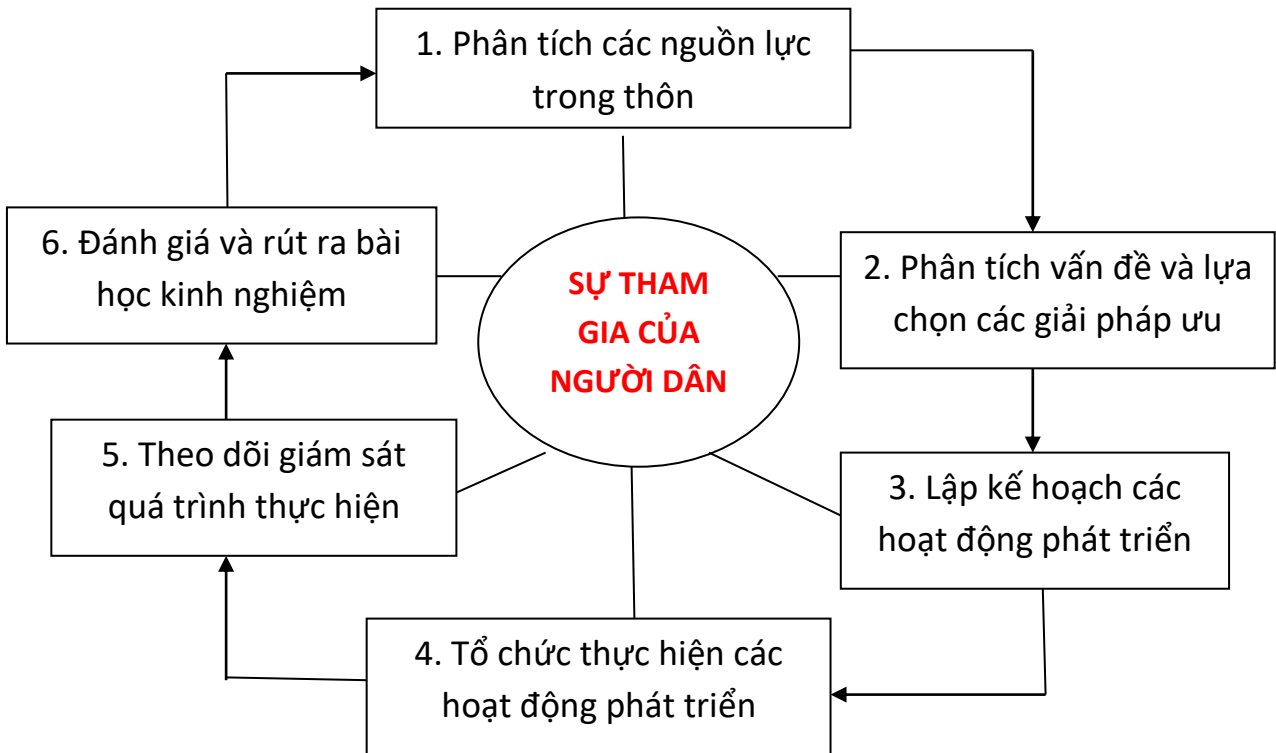 1. Phân tích các nguồn lực
trong thôn
2. Phân tích vấn đề và lựa
chọn các giải pháp ưu
3. Lập kế hoạch các
hoạt động phát triển
4. Tổ chức thực hiện các
hoạt động phát triển
5. Theo dõi giám sát
quá trình thực hiện
6. Đánh giá và rút ra bài
học kinh nghiệm
SỰ THAM
GIA CỦA
NGƯỜI DÂN